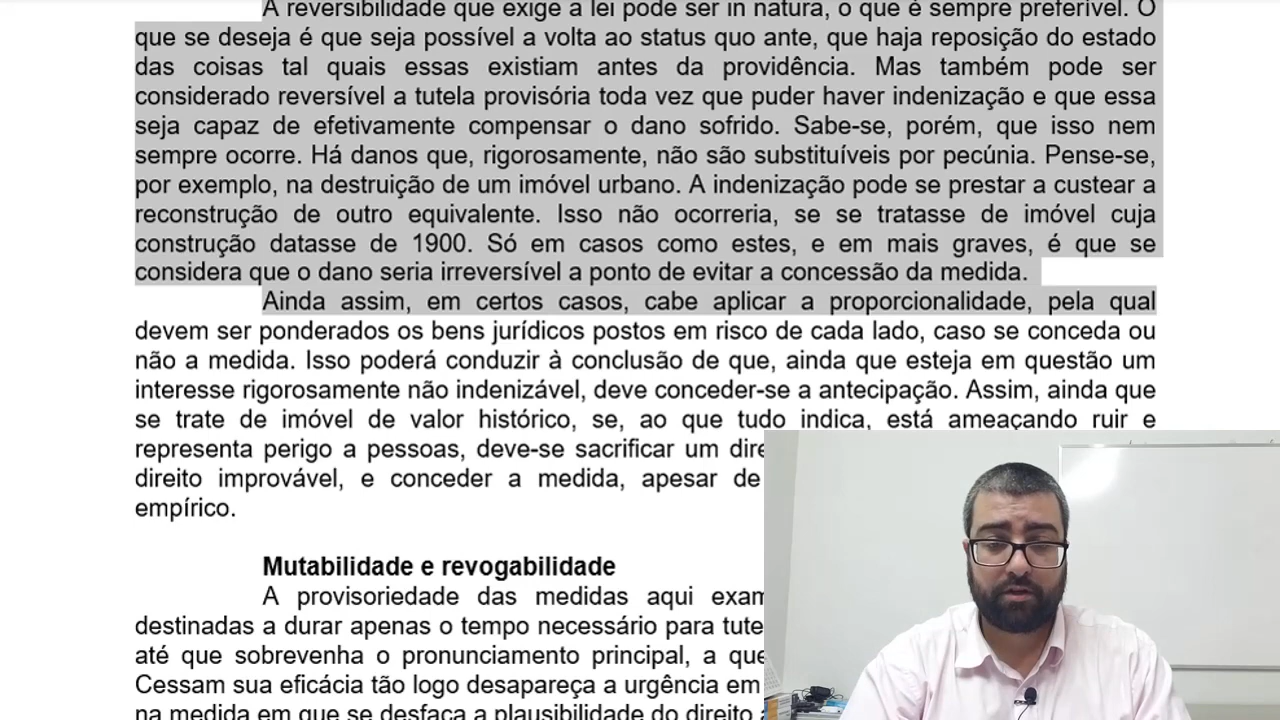 A reversibilidade que exige a lei pode ser in natura, o que é sempre preferível. O
que se deseja é que seja possível a volta ao status quo ante, que haja reposição do estado
das coisas tal quais essas existiam antes da providência. Mas também pode ser
considerado reversível a tutela provisória toda vez que puder haver indenização e que essa
seja capaz de efetivamente compensar o dano sofrido. Sabe-se, porém, que isso nem
sempre ocorre. Há danos que, rigorosamente, não são substituíveis por pecúnia. Pense-se,
por exemplo, na destruição de um imóvel urbano. A indenização pode se prestar a custear a
reconstrução de outro equivalente. Isso não ocorreria, se se tratasse de imóvel cuja
construção datasse de 1900. Só em casos como estes, e em mais graves, é que se
considera que o dano seria irreversível a ponto de evitar a concessão da medida.
Ainda assim, em certos casos, cabe aplicar a proporcionalidade, pela qual
devem ser ponderados os bens jurídicos postos em risco de cada lado, caso se conceda ou
não a medida. Isso poderá conduzir à conclusão de que, ainda que esteja em questão um
interesse rigorosamente não indenizável, deve conceder-se a antecipação. Assim, ainda que
se trate de imóvel de valor histórico, se, ao que tudo indica, está ameaçando ruir e
representa perigo a pessoas, deve-se sacrificar um
direito improvável, e conceder a medida, apesar de
empírico.
Mutabilidade e revogabilidade
A provisoriedade das medidas aqui
destinadas a durar apenas o tempo necessário para
até que sobrevenha o pronunciamento principal, a
Cessam sua eficácia tão logo desapareça a urgência em
na medida em que se desfaça a plausibilidade do direito